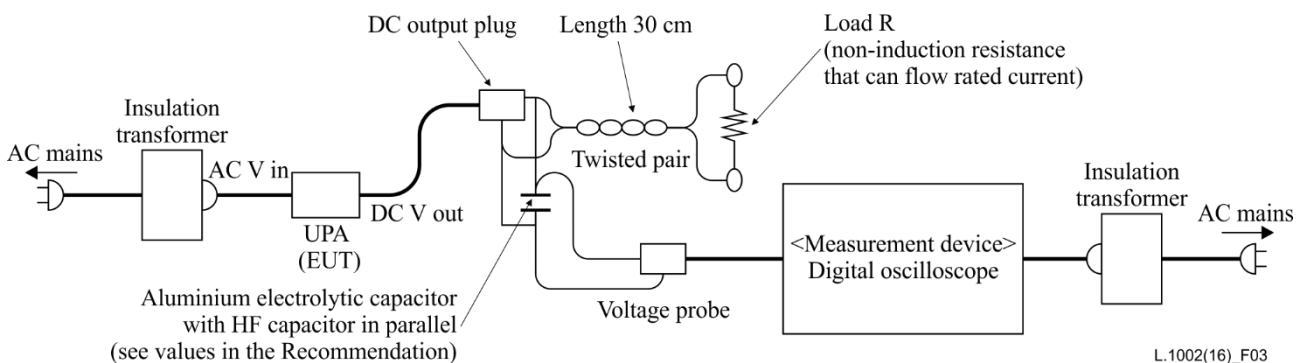 DC output plug
Length 30 cm
Load R
(non-induction resistance
that can flow rated current)
Insulation
transformer
AC mains
AC V in
DC V out
UPA
(EUT)
Twisted pair
Insulation
transformer
AC mains
<Measurement device>
Digital oscilloscope
Voltage probe
Aluminium electrolytic capacitor
with HF capacitor in parallel
(see values in the Recommendation)
L.1002(16)_F03